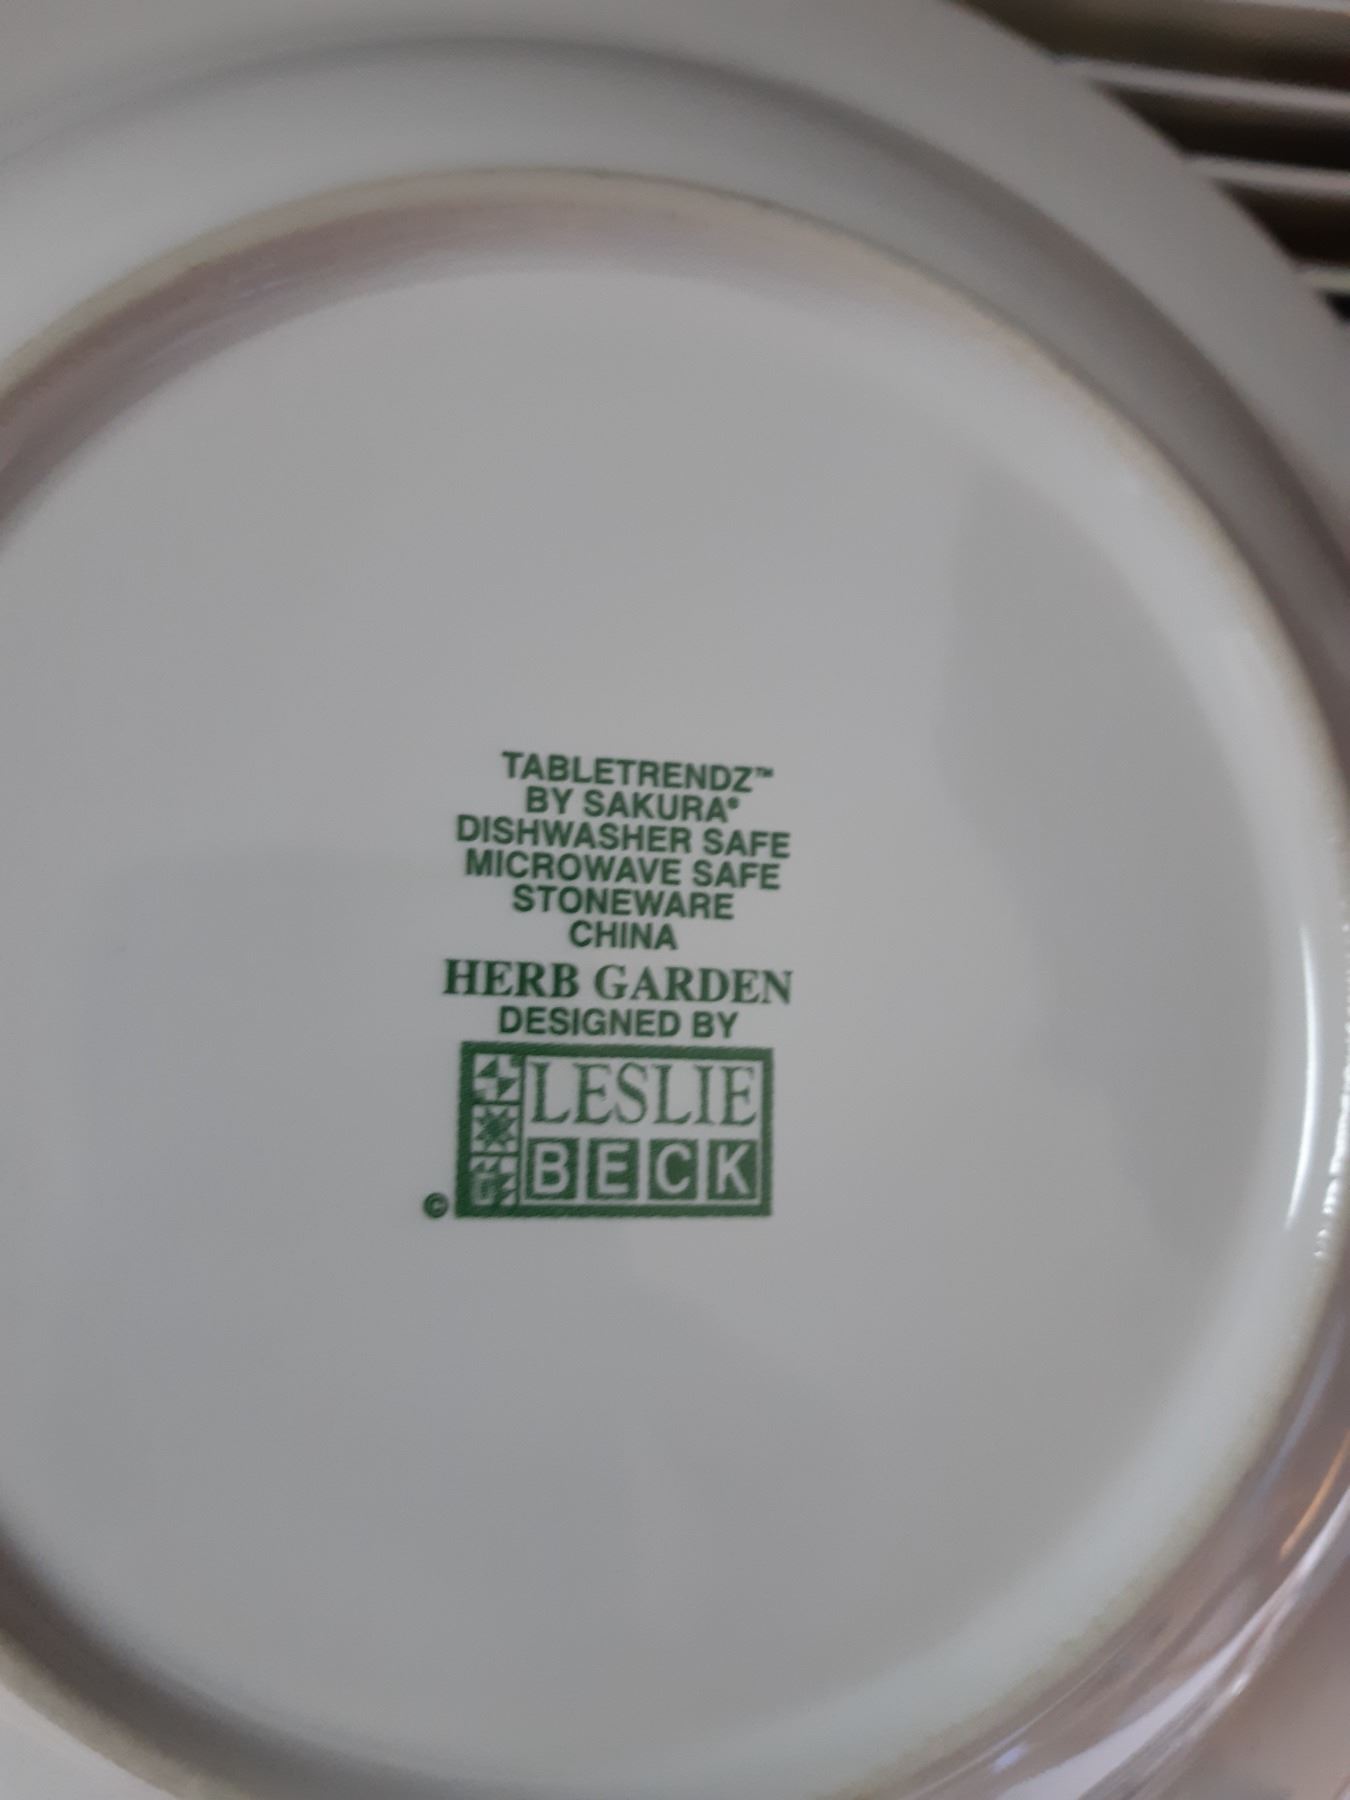 TABLETRENDZ™
BY SAKURA®
DISHWASHER SAFE
MICROWAVE SAFE
STONEWARE
CHINA
HERB GARDEN
DESIGNED BY
LESLIE
© BECK